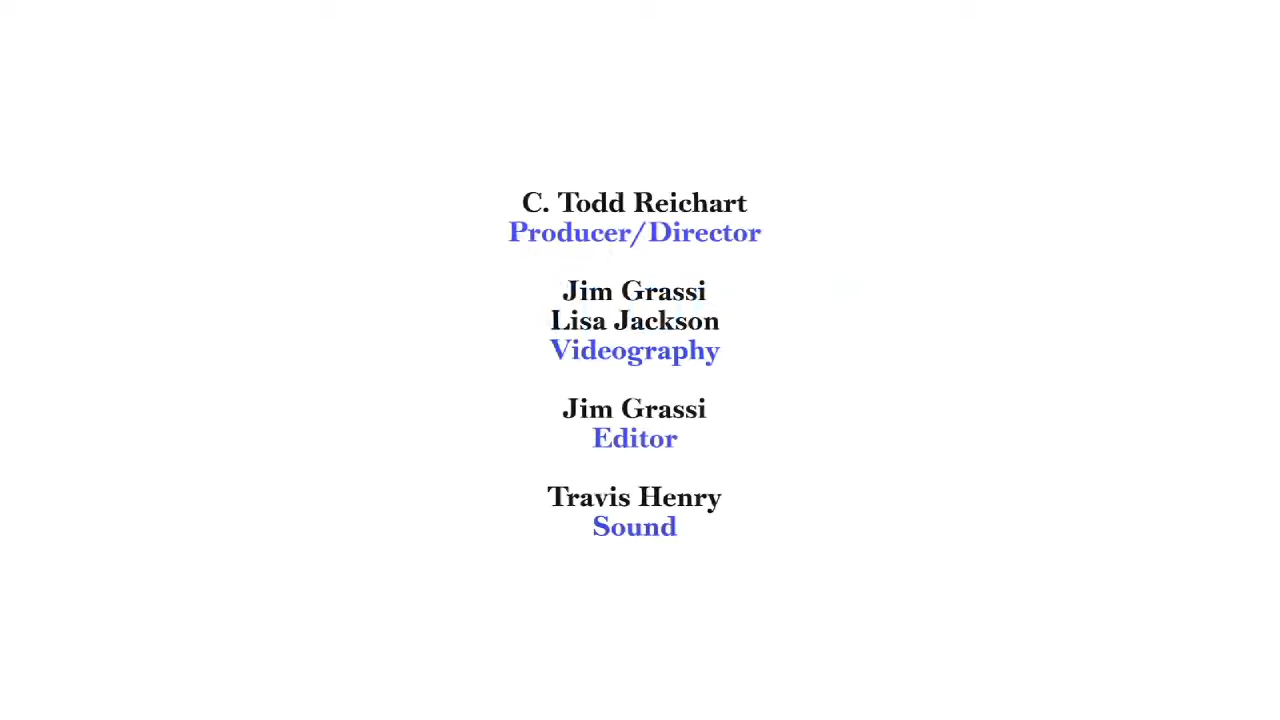 C. Todd Reichart
Producer/Director
Jim Grassi
Lisa Jackson
Videography
Jim Grassi
Editor
Travis Henry
Sound